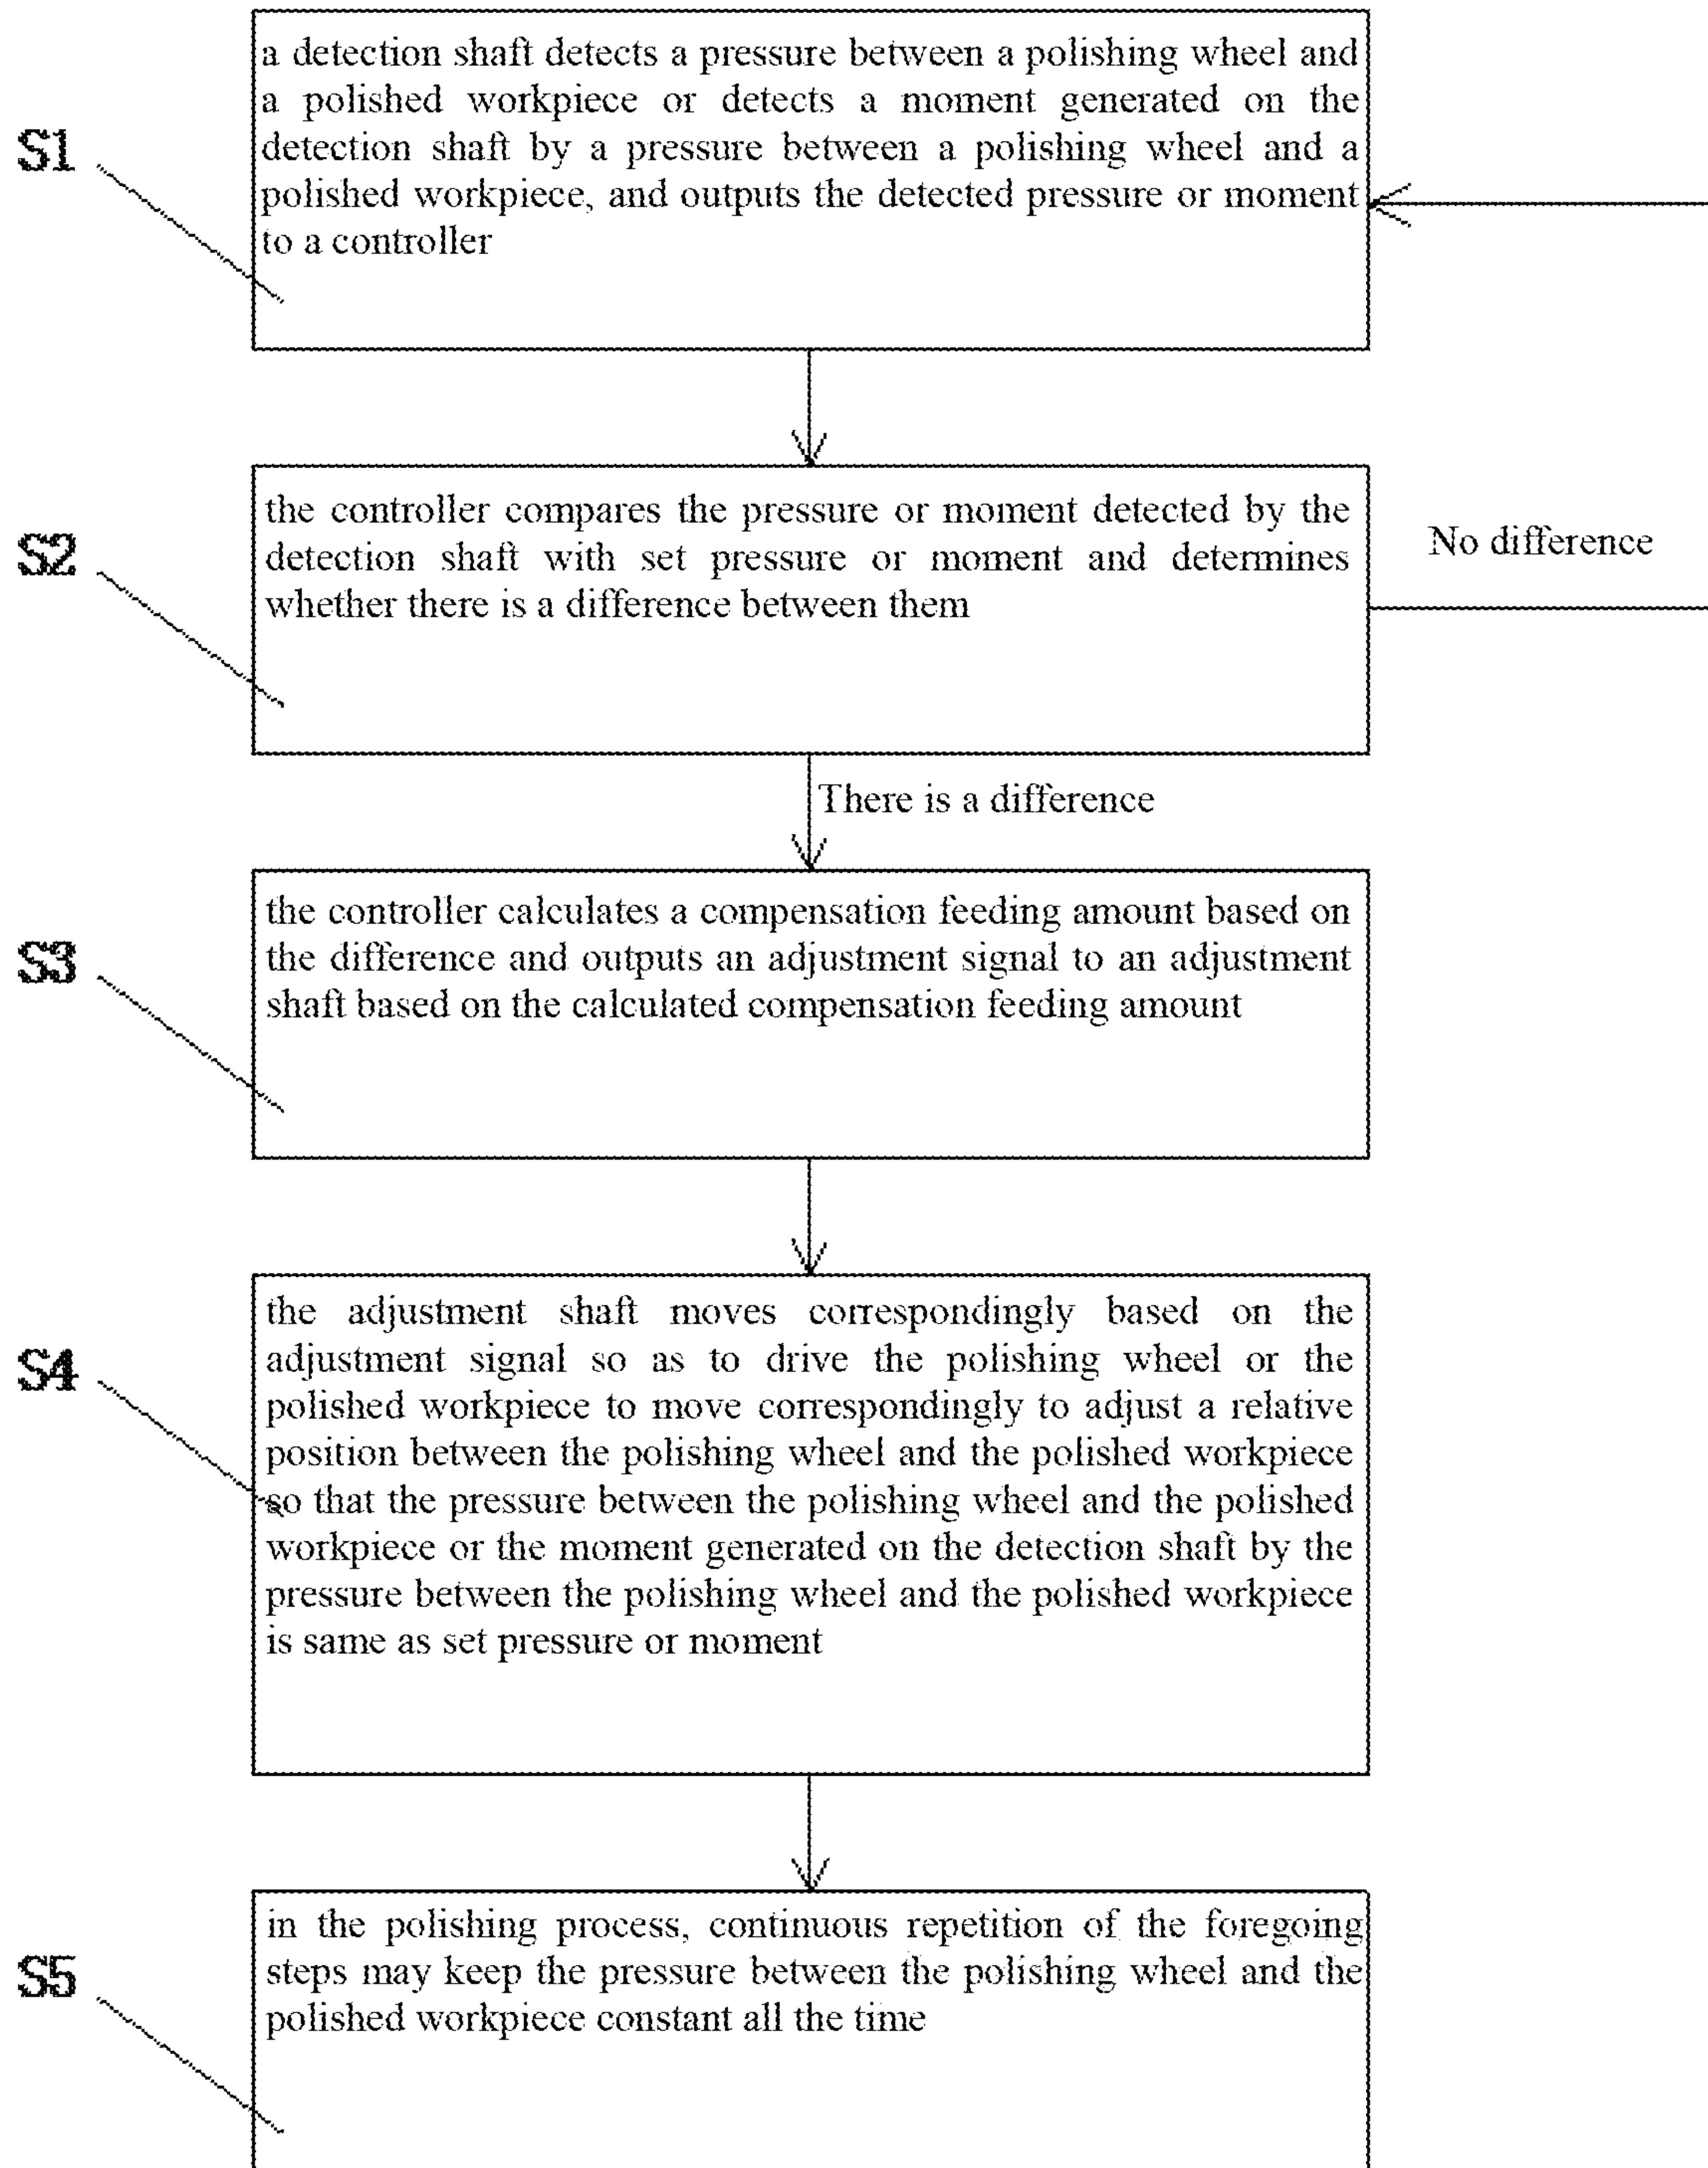 a detection shaft detects a pressure between a polishing wheel and
a polished workpiece or detects a moment generated on the
detection shaft by a pressure between a polishing wheel and a
polished workpiece, and outputs the detected pressure or moment
to a controller
S1
the controller compares the pressure or moment detected by the
detection shaft with set pressure or moment and determines
whether there is a difference between them
S2
No difference
There is a difference
the controller calculates a compensation feeding amount based on
the difference and outputs an adjustment signal to an adjustment
shaft based on the calculated compensation feeding amount
S3
the adjustment shaft moves correspondingly based on the
adjustment signal so as to drive the polishing wheel or the
polished workpiece to move correspondingly to adjust a relative
position between the polishing wheel and the polished workpiece
so that the pressure between the polishing wheel and the polished
workpiece or the moment generated on the detection shaft by the
pressure between the polishing wheel and the polished workpiece
is same as set pressure or moment
S4
in the polishing process, continuous repetition of the foregoing
steps may keep the pressure between the polishing wheel and the
polished workpiece constant all the time
S5